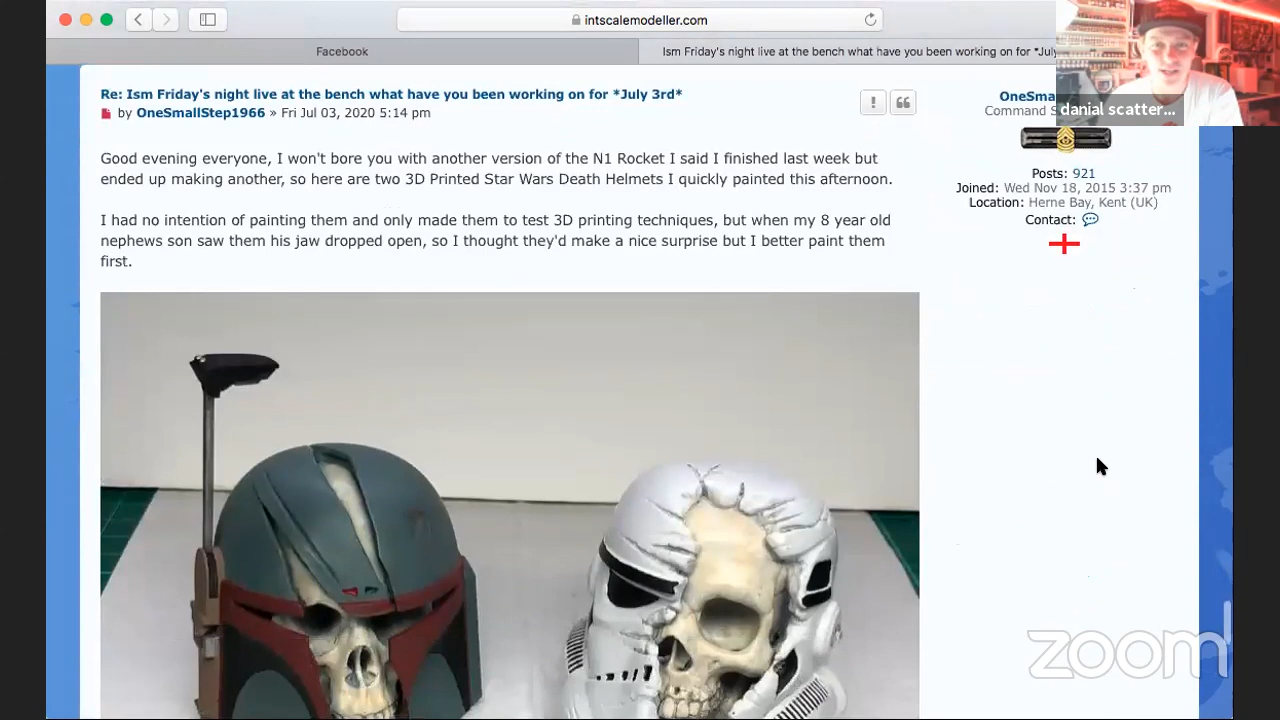 intscalemodeller.com
Facebook
Ism Friday's night live at the bench what have you been working on for *July
Re: Ism Friday's night live at the bench what have you been working on for *July 3rd*
by OneSmallStep1966 » Fri Jul 03, 2020 5:14 pm
danial scatter...
Command
Posts: 921
Joined: Wed Nov 18, 2015 3:37 pm
Location: Herne Bay, Kent (UK)
Contact:
Good evening everyone, I won't bore you with another version of the N1 Rocket I said I finished last week but
ended up making another, so here are two 3D Printed Star Wars Death Helmets I quickly painted this afternoon.
I had no intention of painting them and only made them to test 3D printing techniques, but when my 8 year old
nephews son saw them his jaw dropped open, so I thought they'd make a nice surprise but I better paint them
first.
zoom